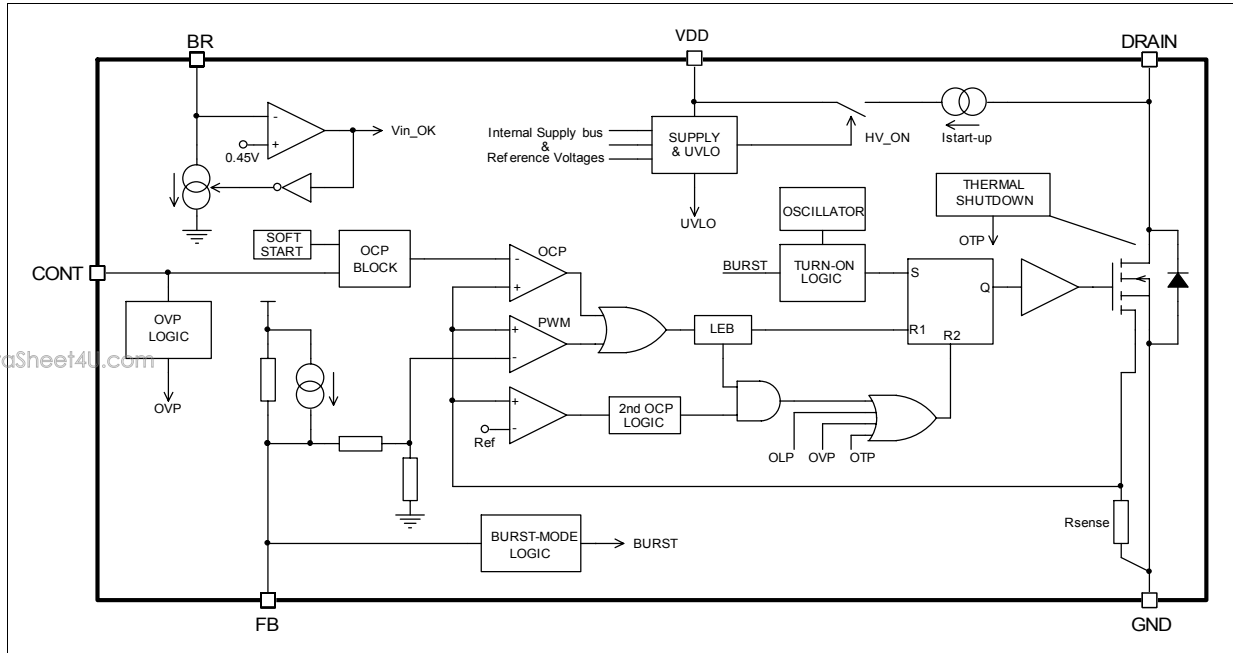 BR
VDD
DRAIN
Vin_OK
0.45V
-
+
Internal Supply bus
&
Reference Voltages
SUPPLY
& UVLO
HV_ON
Istart-up
UVLO
OSCILLATOR
THERMAL
SHUTDOWN
OTP
SOFT
START
OCP
BLOCK
OCP
-
+
BURST
TURN-ON
LOGIC
S
Q
R1
R2
CONT
OVP
LOGIC
OVP
PWM
+
-
LEB
+
-
Ref
2nd OCP
LOGIC
OLP
OVP
OTP
Rsense
BURST-MODE
LOGIC
BURST
FB
GND
aSheet4U.com